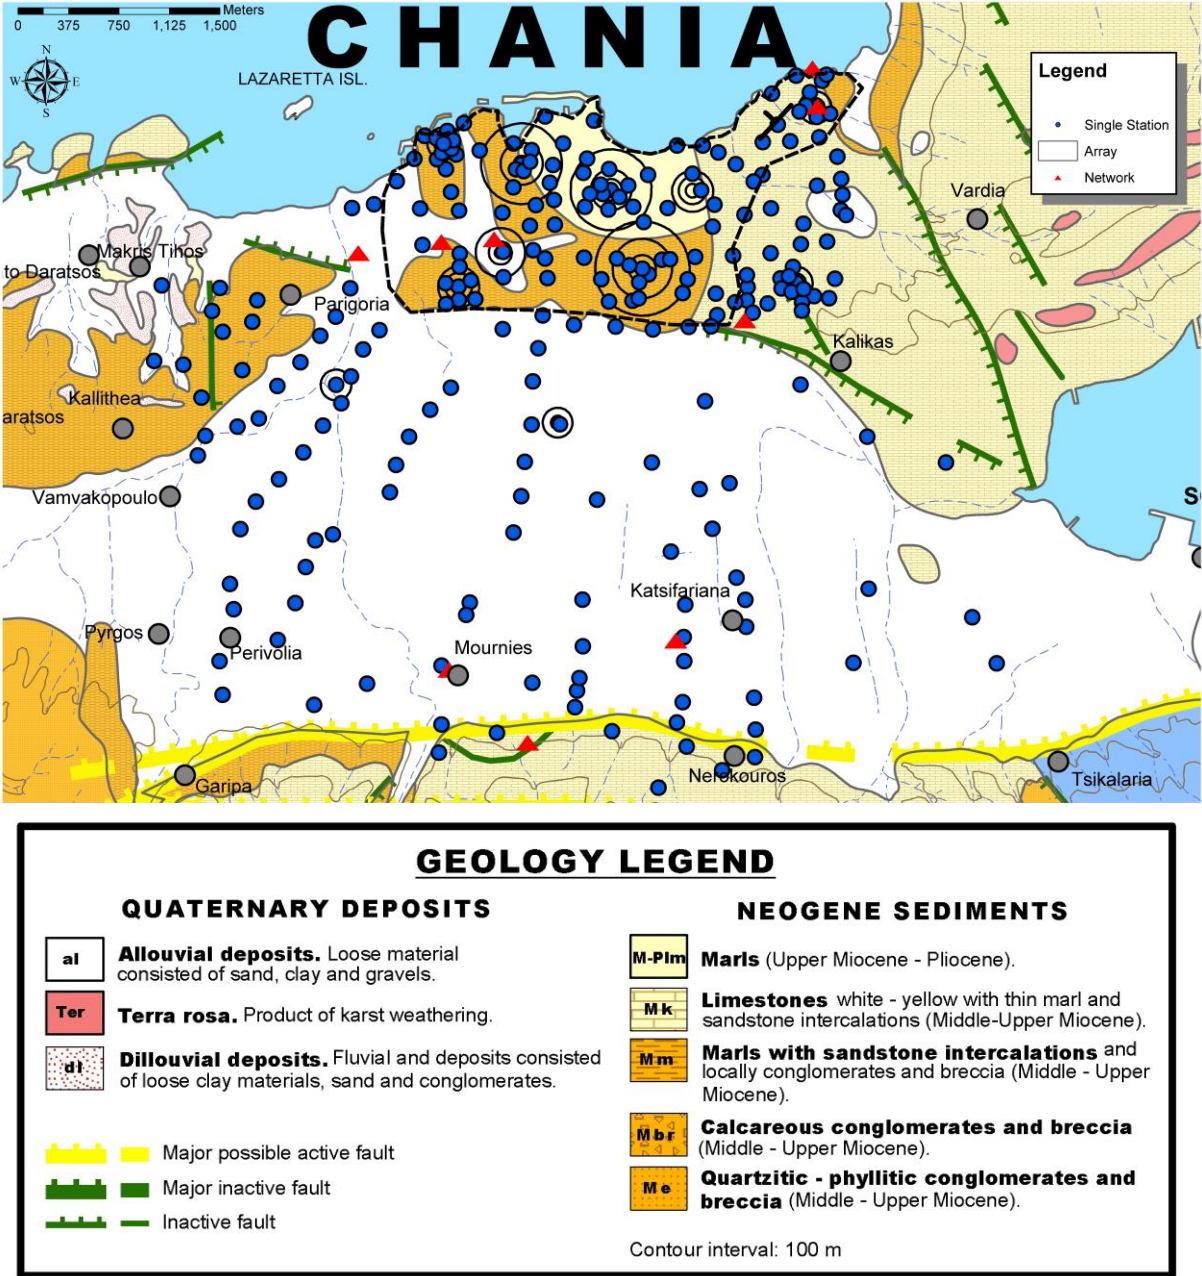 Meters
0 375 750 1,125 1,500
CHANIA
N
W E
S
LAZARETTA ISL.
Legend
Single Station
Array
Network
Vardia
Makris Tihos
to Daratsos
Parigoria
Kalikas
Kallithea
aratsos
Vamvakopoulo
S
Katsifariana
Pyrgos
Perivolia
Mournies
Nerokouros
Garipa
Tsikalaria
GEOLOGY LEGEND
QUATERNARY DEPOSITS
al
Allouvial deposits. Loose material
consisted of sand, clay and gravels.
Ter
Terra rosa. Product of karst weathering.
dl
Dillouvial deposits. Fluvial and deposits consisted
of loose clay materials, sand and conglomerates.
Major possible active fault
Major inactive fault
Inactive fault
NEOGENE SEDIMENTS
M-Plm
Marls (Upper Miocene - Pliocene).
Mk
Limestones white - yellow with thin marl and
sandstone intercalations (Middle-Upper Miocene).
Mm
Marls with sandstone intercalations and
locally conglomerates and breccia (Middle - Upper
Miocene).
Mbr
Calcareous conglomerates and breccia
(Middle - Upper Miocene).
Me
Quartzitic - phyllitic conglomerates and
breccia (Middle - Upper Miocene).
Contour interval: 100 m